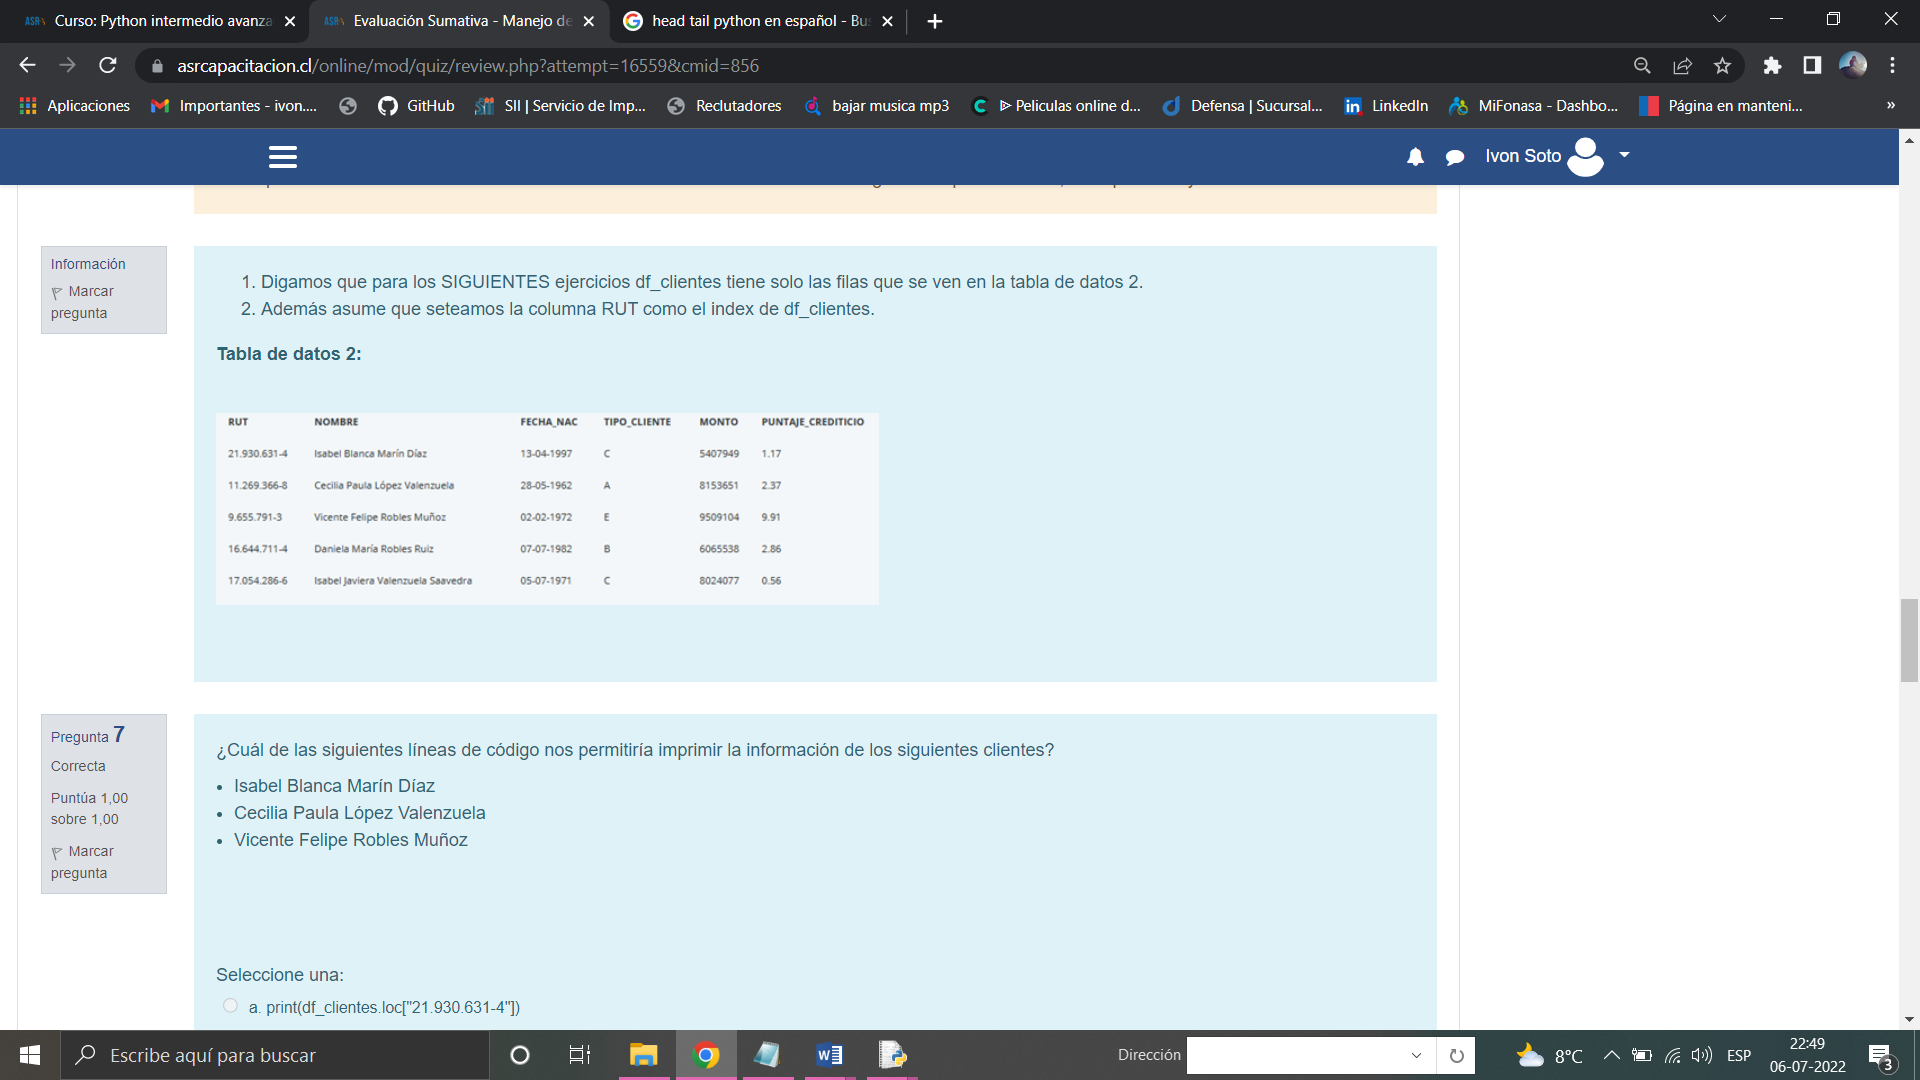 Curso: Python intermedio avanza
Evaluación Sumativa - Manejo de
head tail python en español - Bu
asrcapacitacion.cl/online/mod/quiz/review.php?attempt=16559&cmid=856
Aplicaciones
Importantes - ivon....
GitHub
SII | Servicio de Imp...
Reclutadores
bajar musica mp3
Peliculas online d...
Defensa | Sucursal...
LinkedIn
MiFonasa - Dashbo...
Página en manteni...
»
Ivon Soto
Información
Marcar
pregunta
1. Digamos que para los SIGUIENTES ejercicios df_clientes tiene solo las filas que se ven en la tabla de datos 2.
2. Además asume que seteamos la columna RUT como el index de df_clientes.
Tabla de datos 2:
RUT NOMBRE FECHA_NAC TIPO_CLIENTE MONTO PUNTAJE_CREDITICIO
21.930.631-4 Isabel Blanca Marín Díaz 13-04-1997 C 5407949 1.17
11.269.366-8 Cecilia Paula López Valenzuela 28-05-1962 A 8153651 2.37
9.655.791-3 Vicente Felipe Robles Muñoz 02-02-1972 E 9509104 9.91
16.644.711-4 Daniela María Robles Ruiz 07-07-1982 B 6065538 2.86
17.054.286-6 Isabel Javiera Valenzuela Saavedra 05-07-1971 C 8024077 0.56
Pregunta 7
Correcta
Puntúa 1,00
sobre 1,00
Marcar
pregunta
¿Cuál de las siguientes líneas de código nos permitiría imprimir la información de los siguientes clientes?
• Isabel Blanca Marín Díaz
• Cecilia Paula López Valenzuela
• Vicente Felipe Robles Muñoz
Seleccione una:
a. print(df_clientes.loc["21.930.631-4"])
Escribe aquí para buscar
Dirección
8°C
ESP
22:49
06-07-2022
3